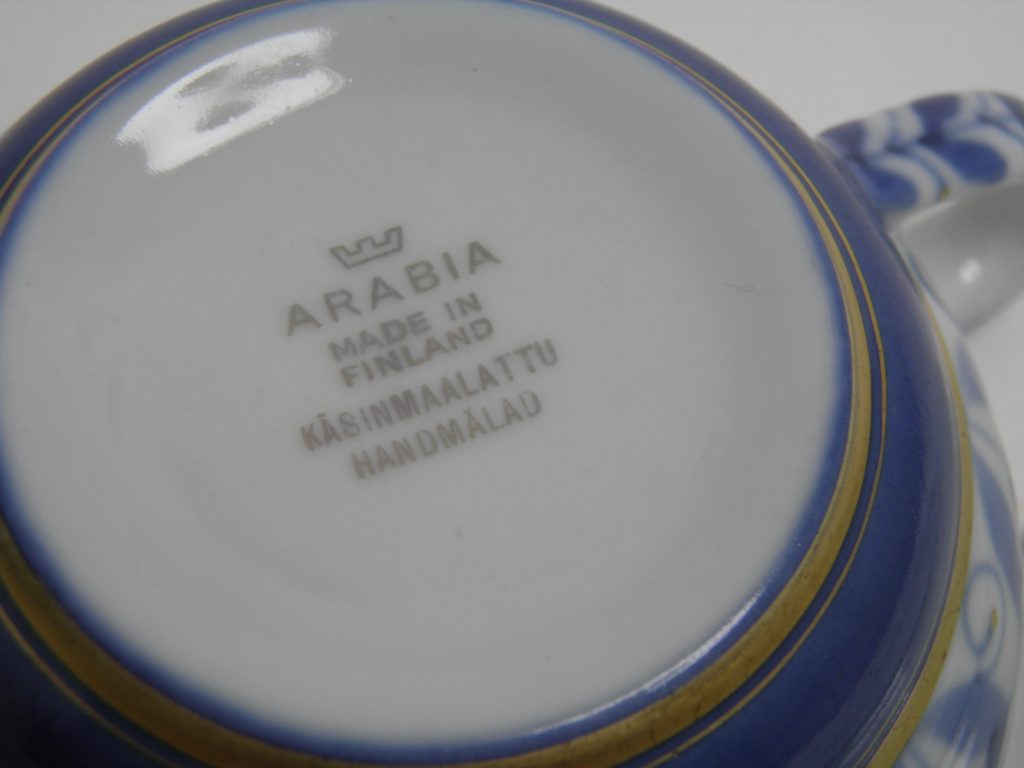 ARABIA
MADE IN
FINLAND
KÄSINMAALATTU
HANDMÅLAD